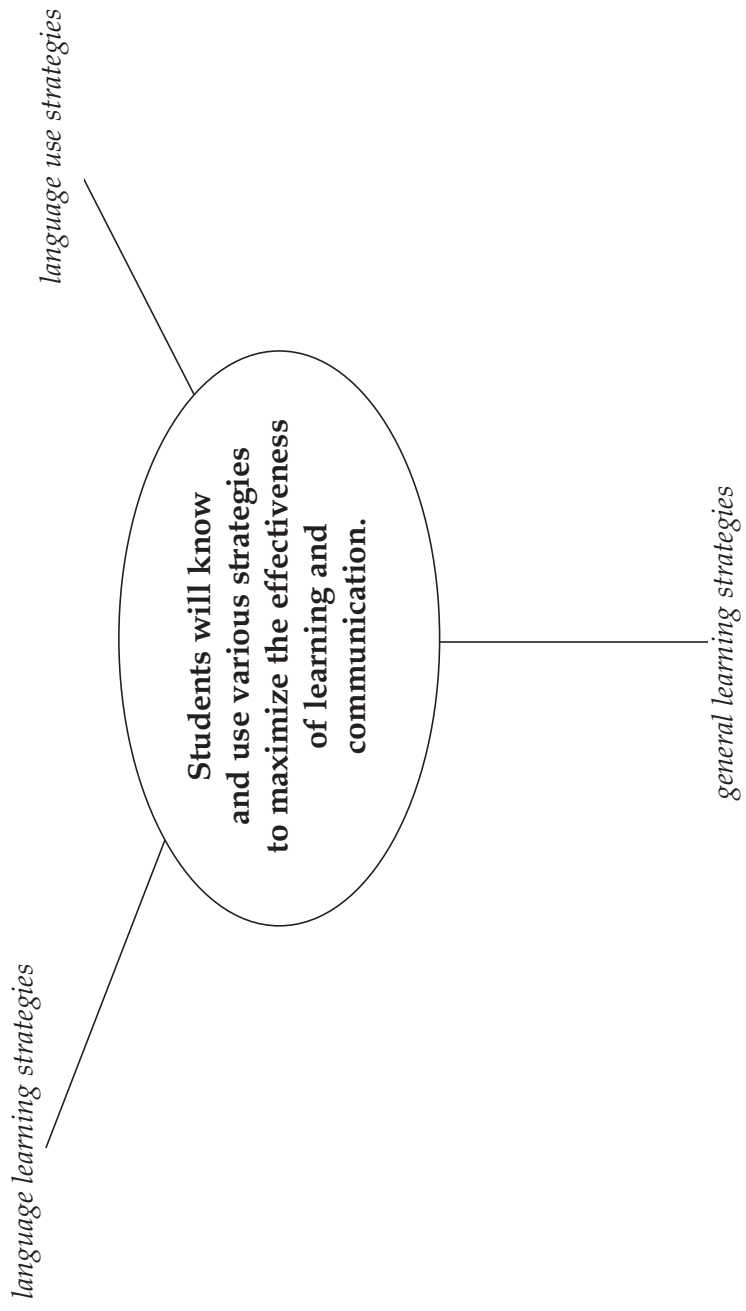 language learning strategies
language use strategies
Students will know
and use various strategies
to maximize the effectiveness
of learning and
communication.
general learning strategies